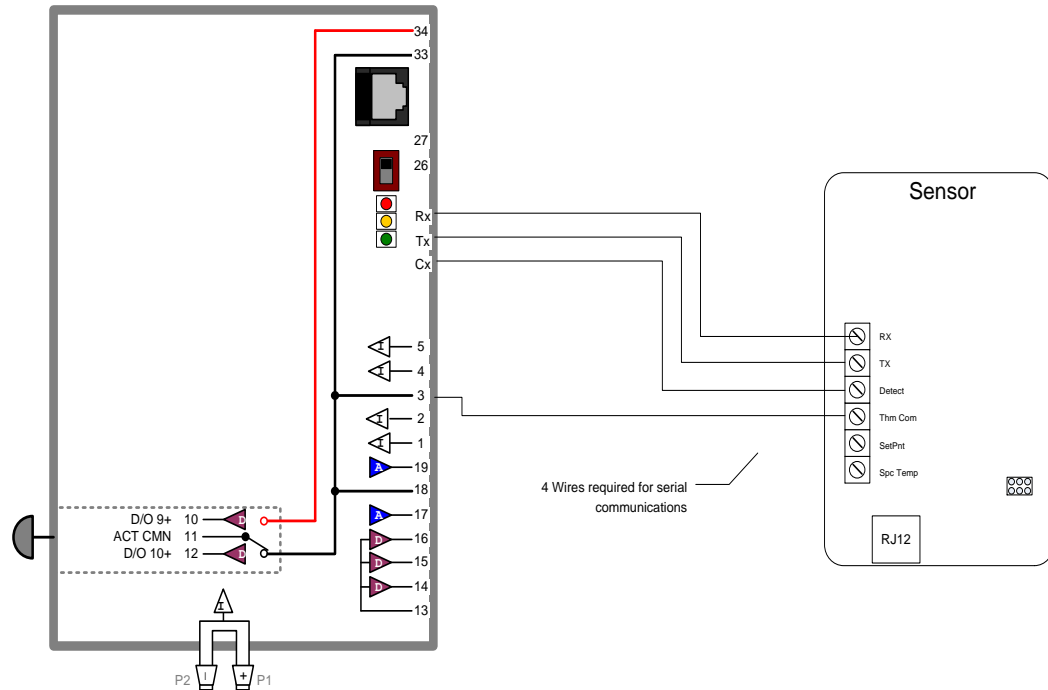 34
33
27
26
Rx
Tx
Cx
I 5
I 4
3
I 2
I 1
A 19
18
A 17
D 16
D 15
D 14
13
D/O 9+ 10 D
ACT CMN 11
D/O 10+ 12 D
I
P2 - + P1
4 Wires required for serial
communications
Sensor
RX
TX
Detect
Thm Com
SetPnt
Spc Temp
RJ12